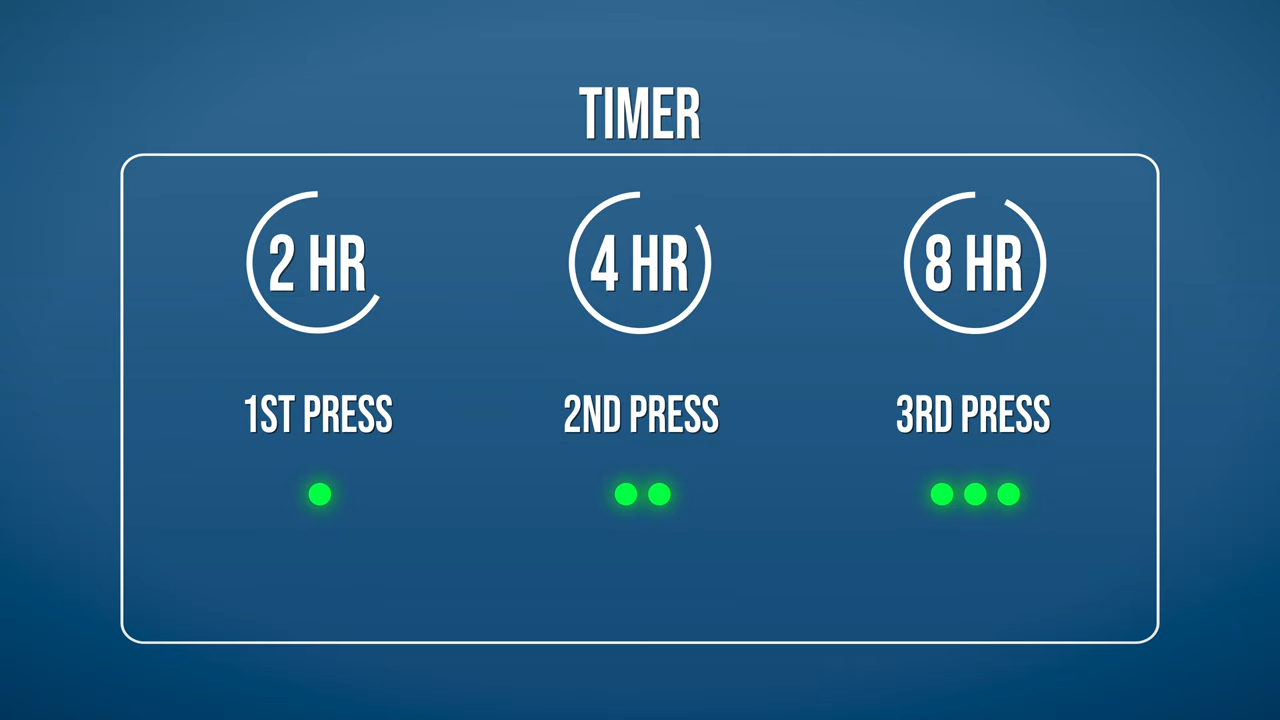 TIMER
2 HR
4 HR
8 HR
1ST PRESS
2ND PRESS
3RD PRESS